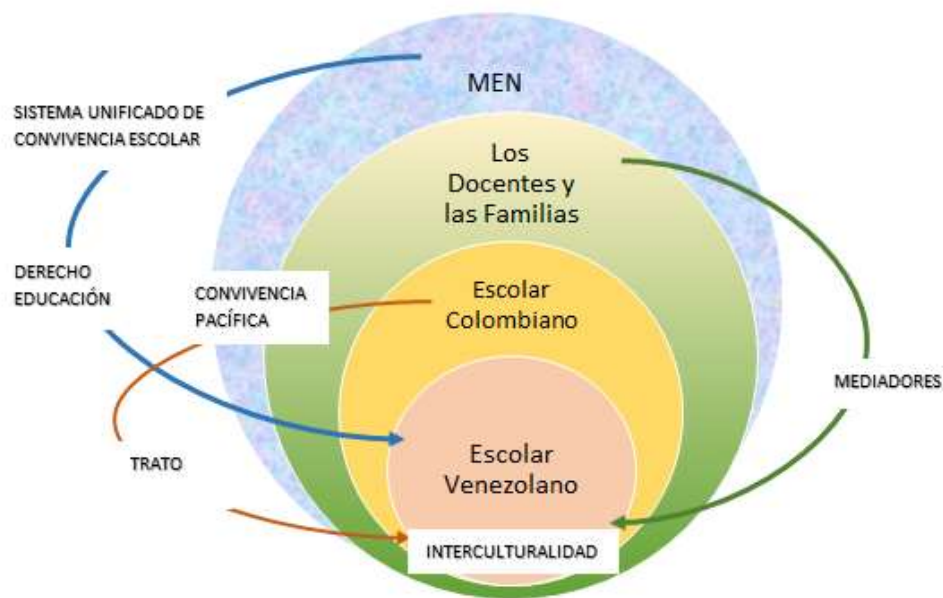 MEN
SISTEMA UNIFICADO DE
CONVIVENCIA ESCOLAR
Los
Docentes y
las Familias
DERECHO
EDUCACIÓN
CONVIVENCIA
PACÍFICA
Escolar
Colombiano
MEDIADORES
TRATO
Escolar
Venezolano
INTERCULTURALIDAD